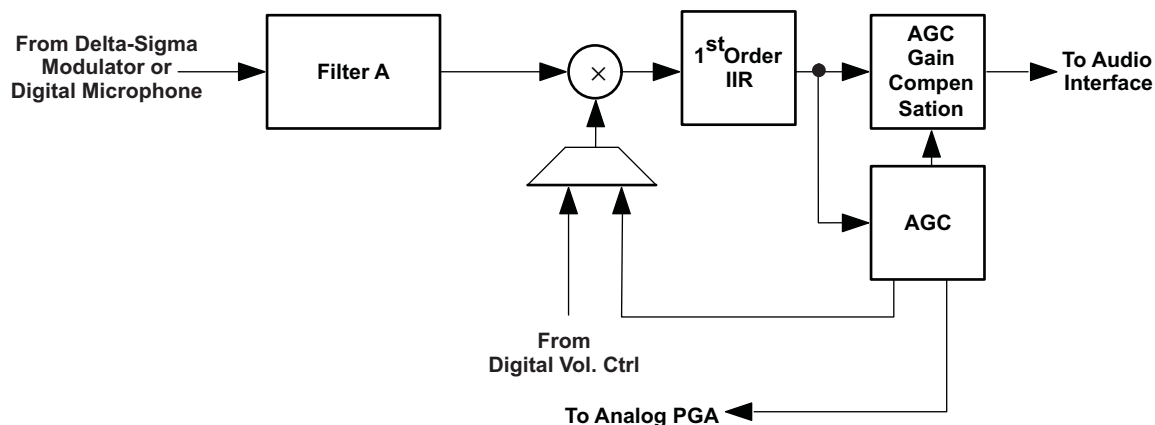 From Delta-Sigma
Modulator or
Digital Microphone
Filter A
×
1st Order
IIR
AGC
Gain
Compen
Sation
To Audio
Interface
AGC
From
Digital Vol. Ctrl
To Analog PGA